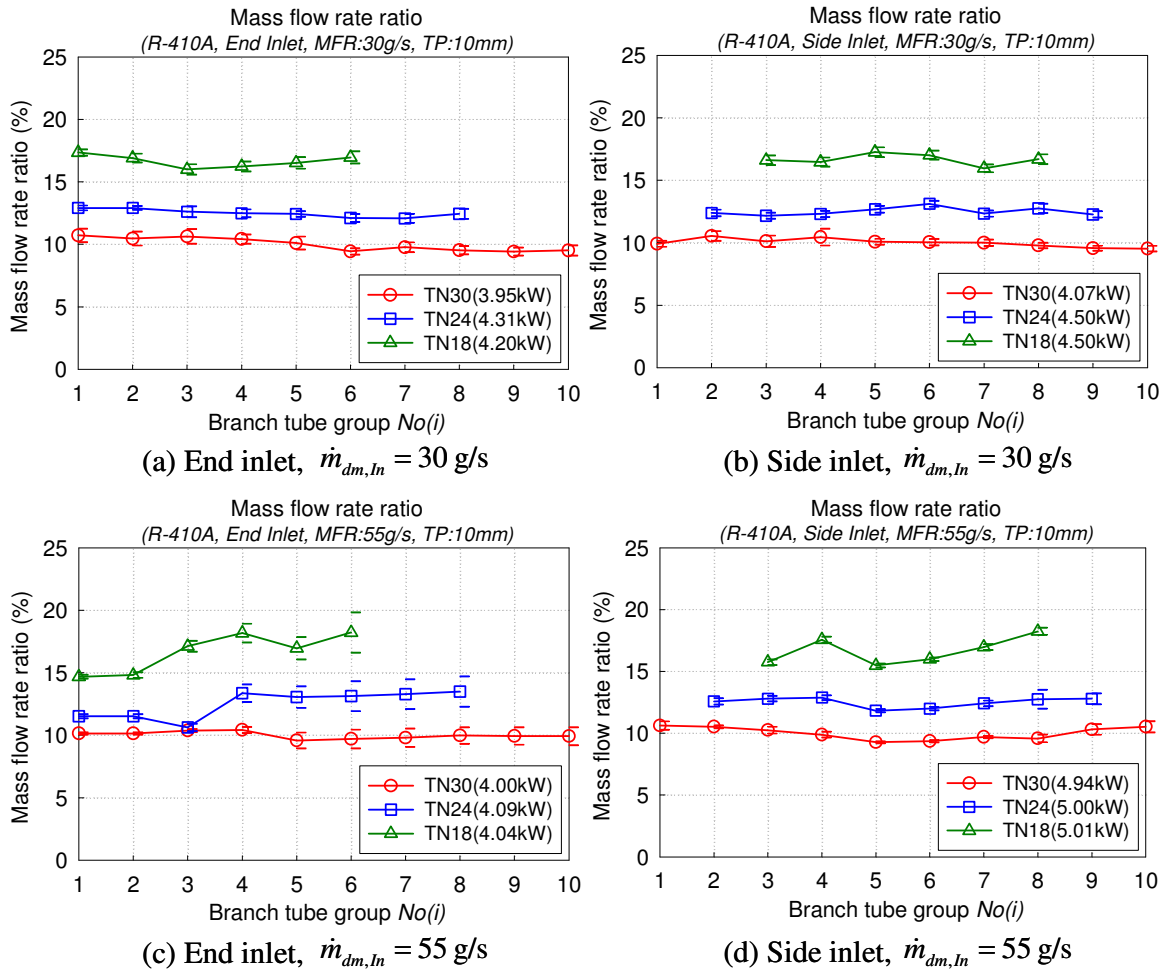 Mass flow rate ratio
(R-410A, End Inlet, MFR:30g/s, TP:10mm)
Mass flow rate ratio (%)
25
20
15
10
5
0
TN30(3.95kW)
TN24(4.31kW)
TN18(4.20kW)
1 2 3 4 5 6 7 8 9 10
Branch tube group No(i)
(a) End inlet, ṁ_dm,In = 30 g/s
Mass flow rate ratio
(R-410A, Side Inlet, MFR:30g/s, TP:10mm)
Mass flow rate ratio (%)
25
20
15
10
5
0
TN30(4.07kW)
TN24(4.50kW)
TN18(4.50kW)
1 2 3 4 5 6 7 8 9 10
Branch tube group No(i)
(b) Side inlet, ṁ_dm,In = 30 g/s
Mass flow rate ratio
(R-410A, End Inlet, MFR:55g/s, TP:10mm)
Mass flow rate ratio (%)
25
20
15
10
5
0
TN30(4.00kW)
TN24(4.09kW)
TN18(4.04kW)
1 2 3 4 5 6 7 8 9 10
Branch tube group No(i)
(c) End inlet, ṁ_dm,In = 55 g/s
Mass flow rate ratio
(R-410A, Side Inlet, MFR:55g/s, TP:10mm)
Mass flow rate ratio (%)
25
20
15
10
5
0
TN30(4.94kW)
TN24(5.00kW)
TN18(5.01kW)
1 2 3 4 5 6 7 8 9 10
Branch tube group No(i)
(d) Side inlet, ṁ_dm,In = 55 g/s